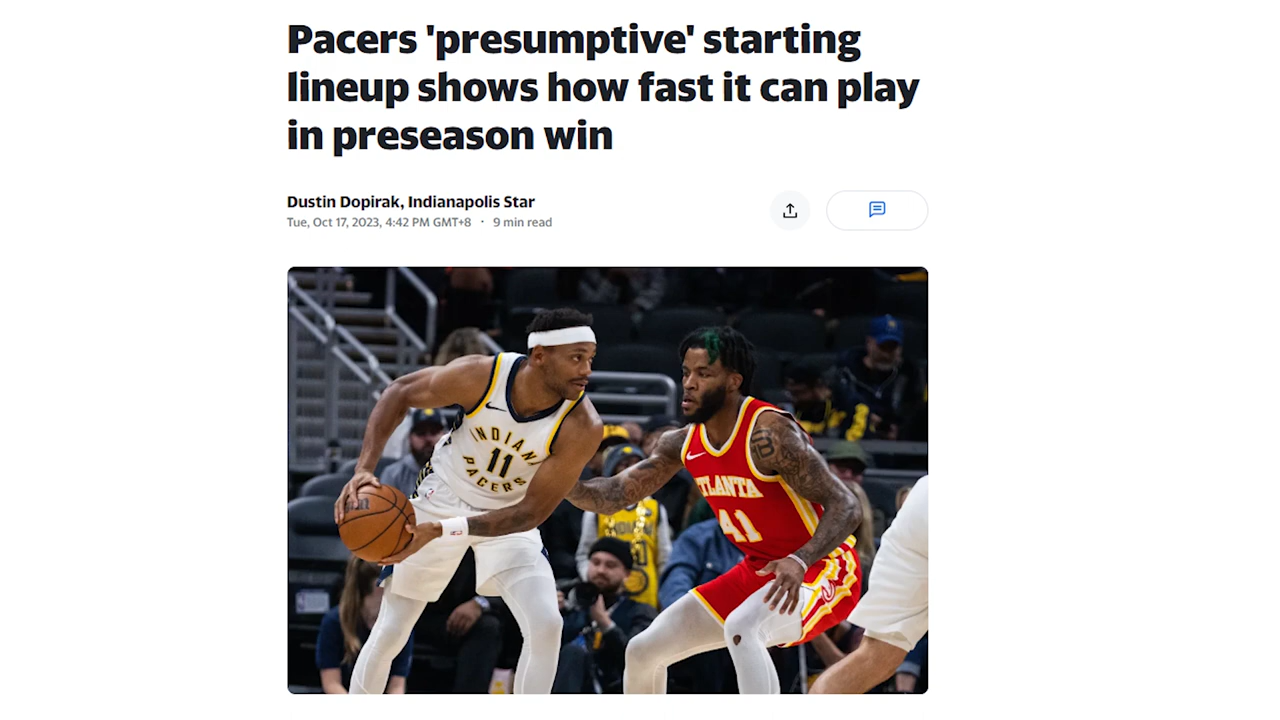 Pacers 'presumptive' starting
lineup shows how fast it can play
in preseason win
Dustin Dopirak, Indianapolis Star
Tue, Oct 17, 2023, 4:42 PM GMT+8 • 9 min read
INDIANA
11
PACERS
ATLANTA
41